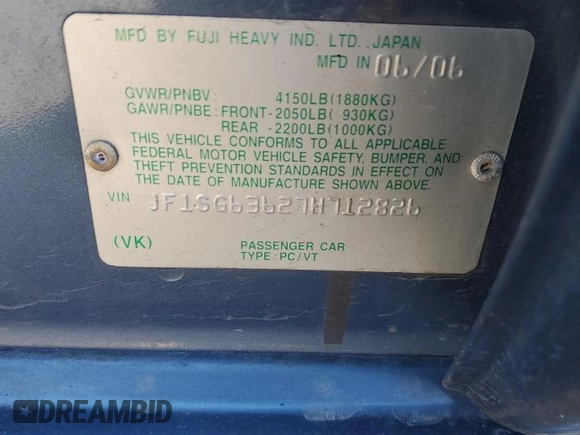 MFD BY FUJI HEAVY IND. LTD. JAPAN
MFD IN 06/06
GVWR/PNBV: 4150LB(1880KG)
GAWR/PNBE: FRONT-2050LB( 930KG)
REAR -2200LB(1000KG)
THIS VEHICLE CONFORMS TO ALL APPLICABLE
FEDERAL MOTOR VEHICLE SAFETY, BUMPER, AND
THEFT PREVENTION STANDARDS IN EFFECT ON
THE DATE OF MANUFACTURE SHOWN ABOVE.
VIN JF1SG63627H712826
(VK) PASSENGER CAR
TYPE: PC/VT
DREAMBID